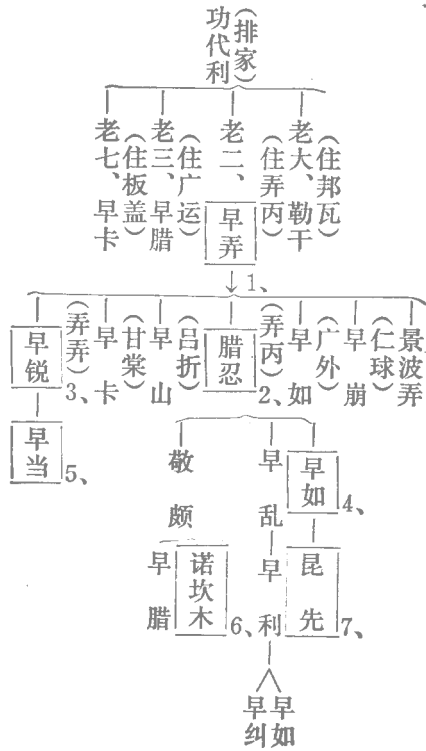 (排家)
功代利
(住邦瓦)
老大、勒干
(住弄丙)
老二、
早弄
(住广运)
老三、早腊
(住板盖)
老七、早卡
1、
景波弄
(仁球)
早崩
(广外)
早如
(弄丙)
2、
腊忍
(吕折)
早山
(甘棠)
早卡
(弄弄)
3、
早锐
早当
5、
早如
4、
早乱
敬颇
昆先
7、
早利
诺坎木
6、
早腊
早如
早纠